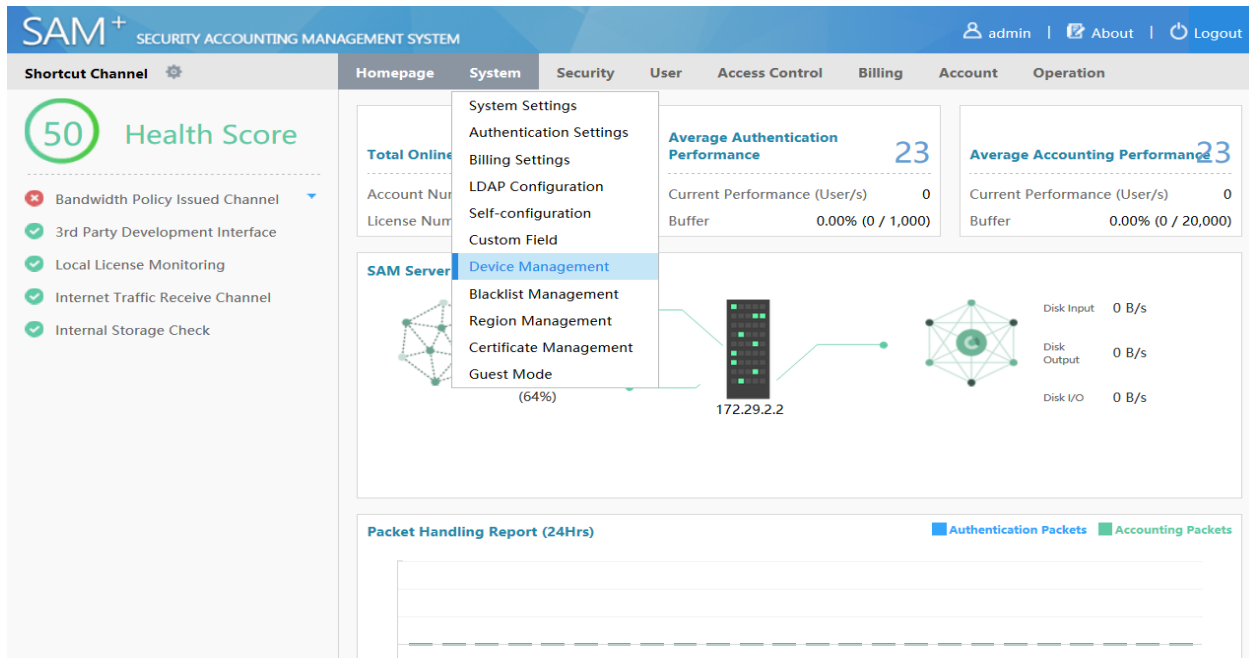 SAM+ SECURITY ACCOUNTING MANAGEMENT SYSTEM
admin | About | Logout
Shortcut Channel
Homepage System Security User Access Control Billing Account Operation
50 Health Score
Bandwidth Policy Issued Channel
3rd Party Development Interface
Local License Monitoring
Internet Traffic Receive Channel
Internal Storage Check
System Settings
Authentication Settings
Billing Settings
LDAP Configuration
Self-configuration
Custom Field
Device Management
Blacklist Management
Region Management
Certificate Management
Guest Mode
Total Online
Account Nu
License Num
Average Authentication
Performance 23
Current Performance (User/s) 0
Buffer 0.00% (0 / 1,000)
Average Accounting Performance 23
Current Performance (User/s) 0
Buffer 0.00% (0 / 20,000)
SAM Server
(64%)
172.29.2.2
Disk Input 0 B/s
Disk
Output 0 B/s
Disk I/O 0 B/s
Packet Handling Report (24Hrs)
Authentication Packets Accounting Packets